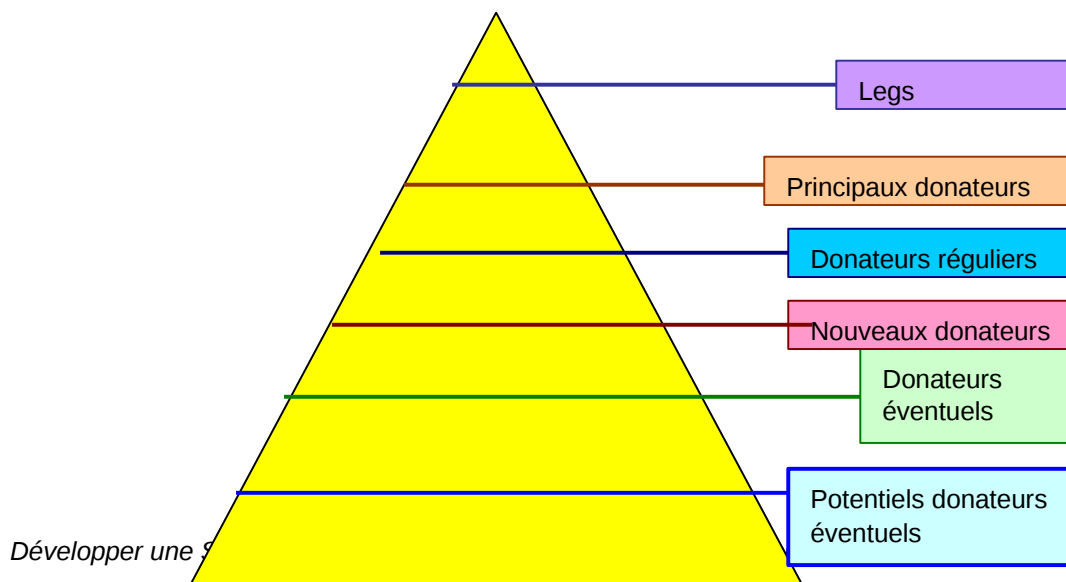 Legs
Principaux donateurs
Donateurs réguliers
Nouveaux donateurs
Donateurs
éventuels
Potentiels donateurs
éventuels
Développer une